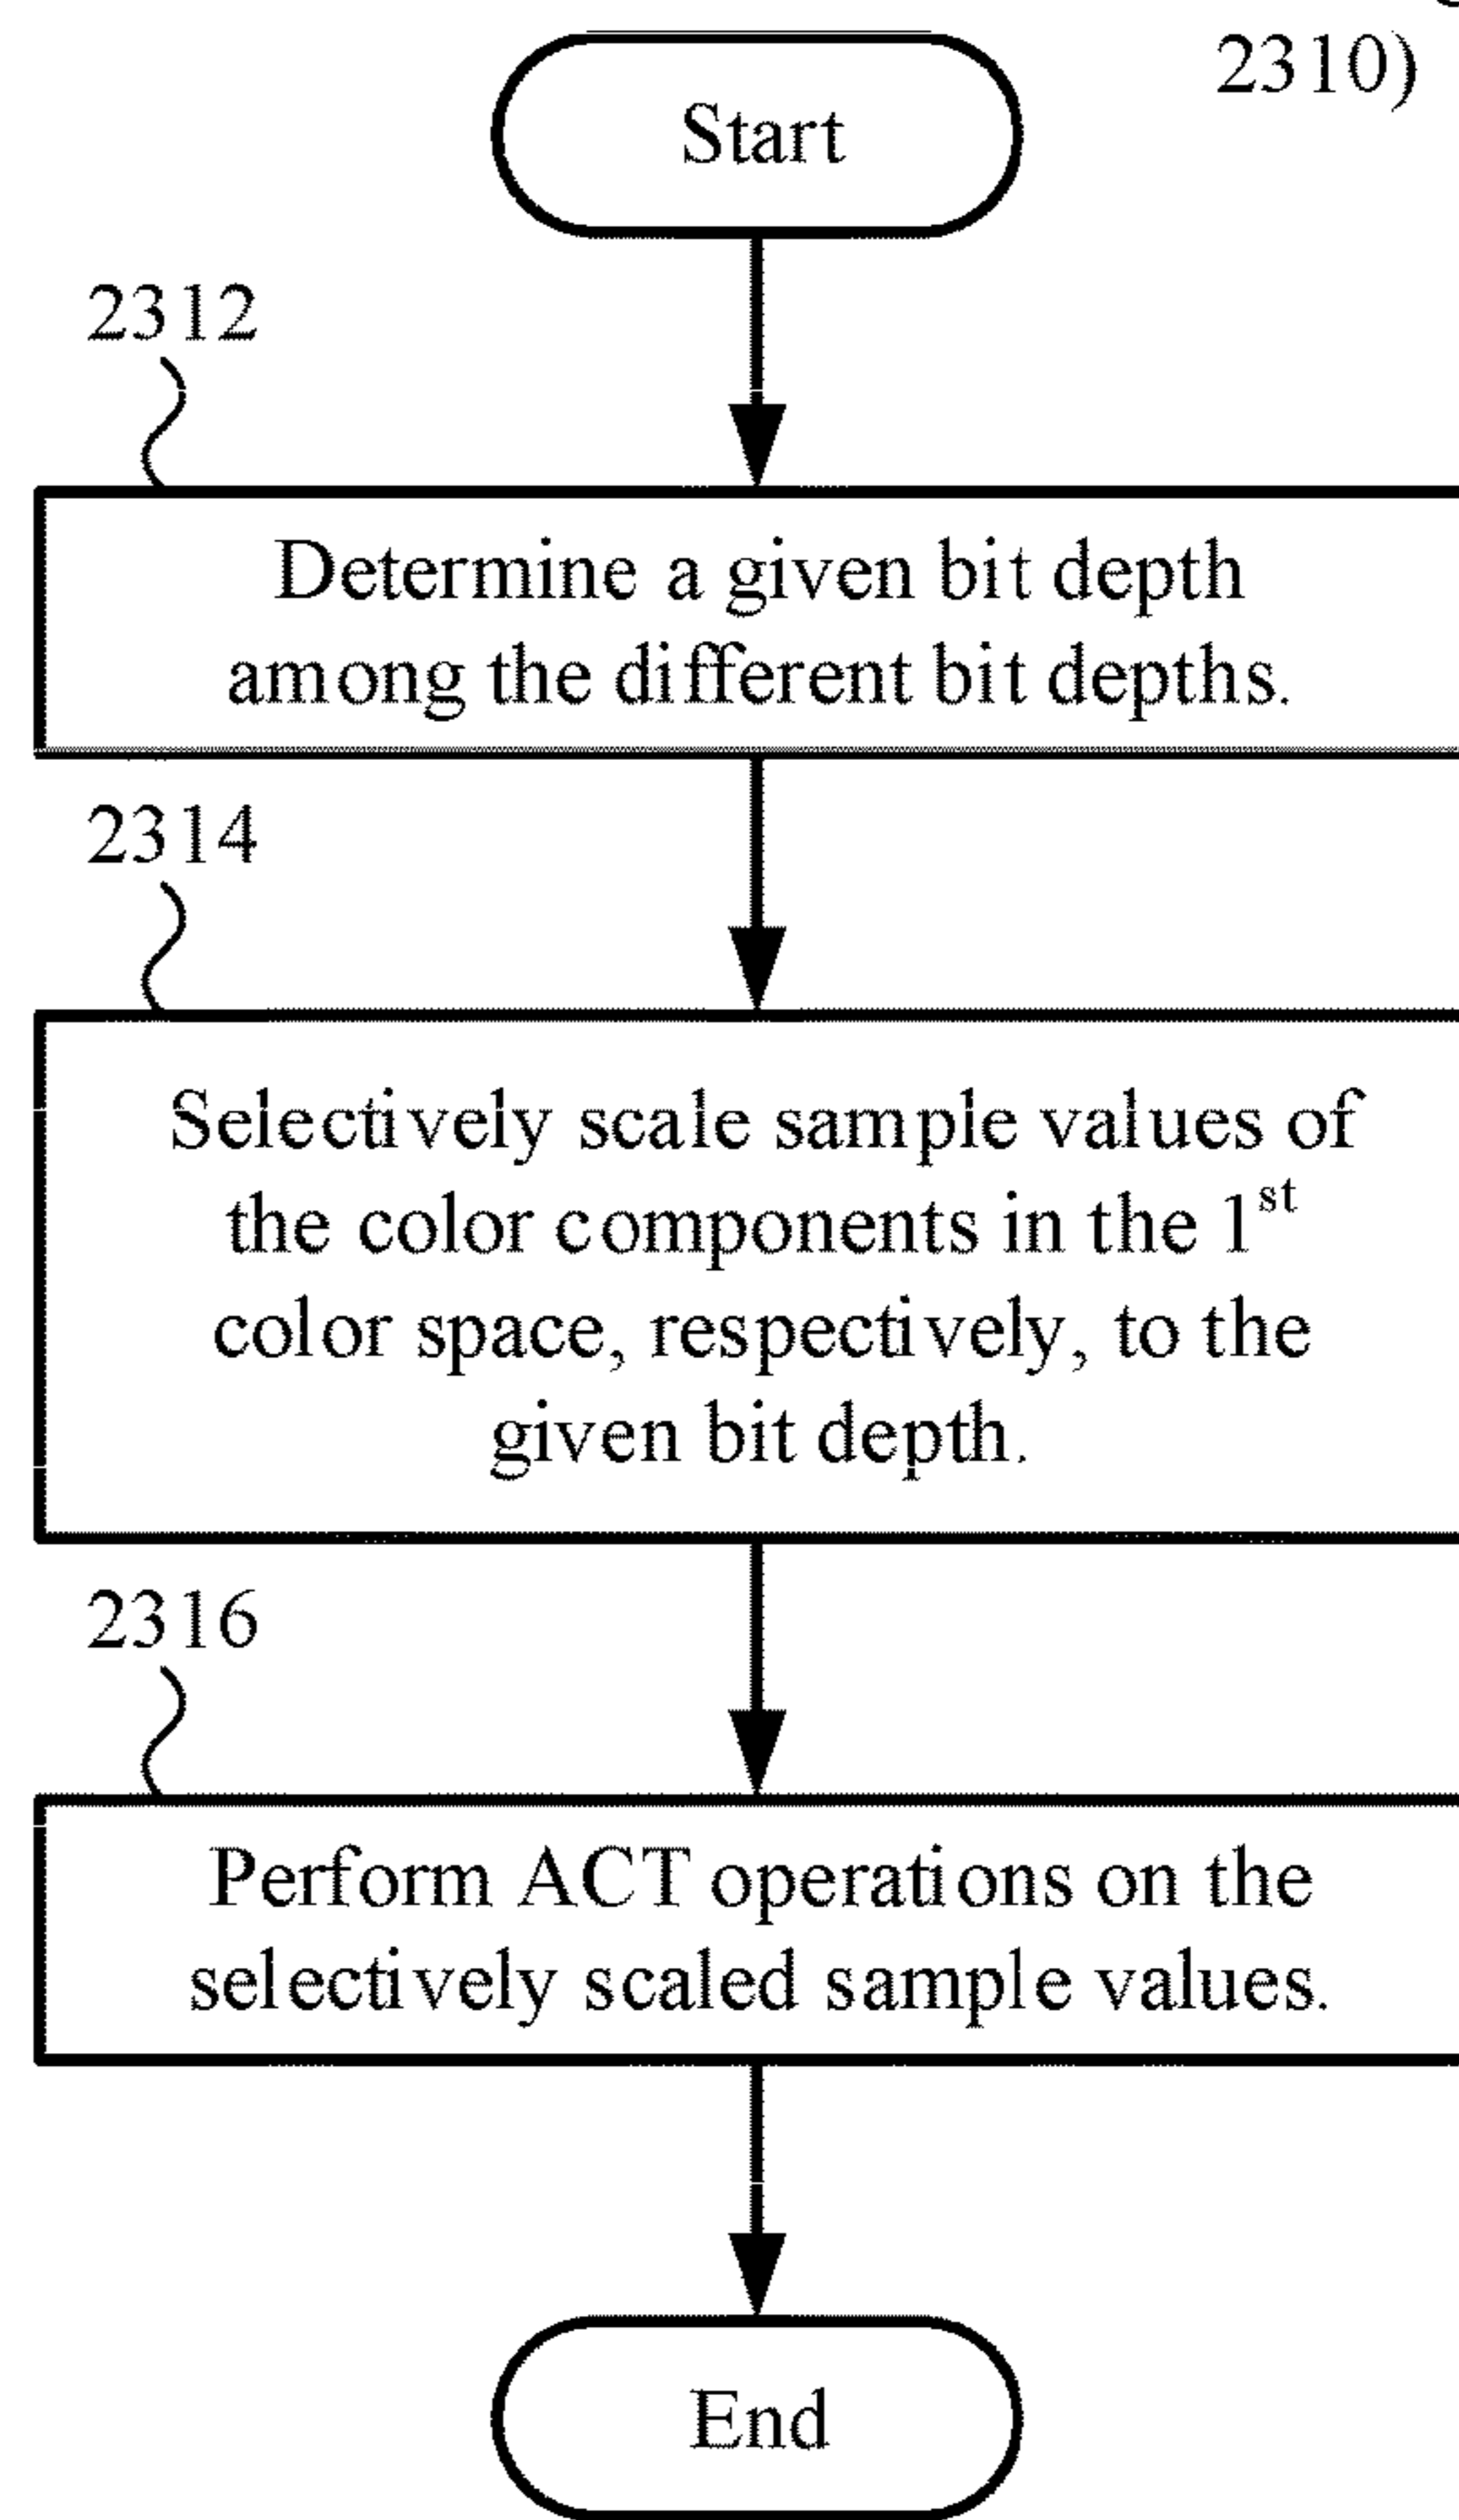 2310)
Start
2312
Determine a given bit depth
among the different bit depths.
2314
Selectively scale sample values of
the color components in the 1st
color space, respectively, to the
given bit depth.
2316
Perform ACT operations on the
selectively scaled sample values.
End